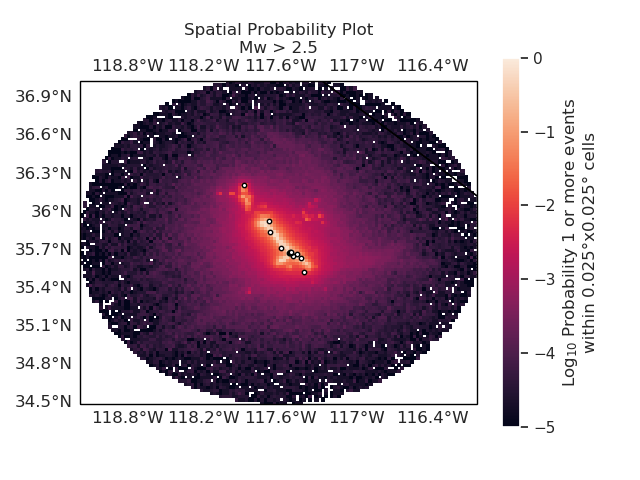 Spatial Probability Plot
Mw > 2.5
118.8°W 118.2°W 117.6°W 117°W 116.4°W
36.9°N
36.6°N
36.3°N
36°N
35.7°N
35.4°N
35.1°N
34.8°N
34.5°N
118.8°W 118.2°W 117.6°W 117°W 116.4°W
0
−1
−2
−3
−4
−5
Log₁₀ Probability 1 or more events
within 0.025°x0.025° cells